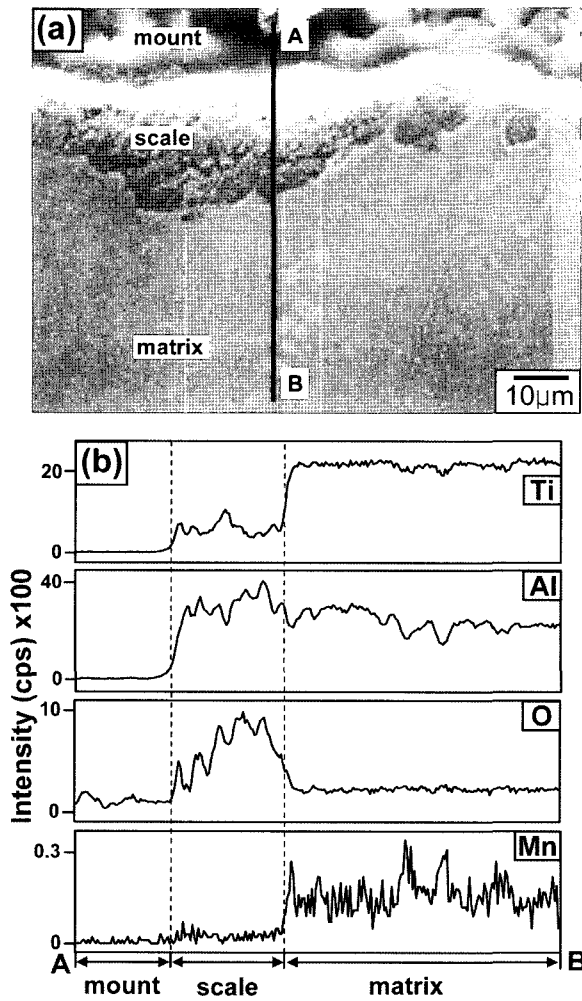 (a)
mount
A
scale
matrix
B
10μm
(b)
Intensity (cps) x100
20
0
Ti
40
0
Al
10
0
O
0.3
0
Mn
A
B
mount
scale
matrix